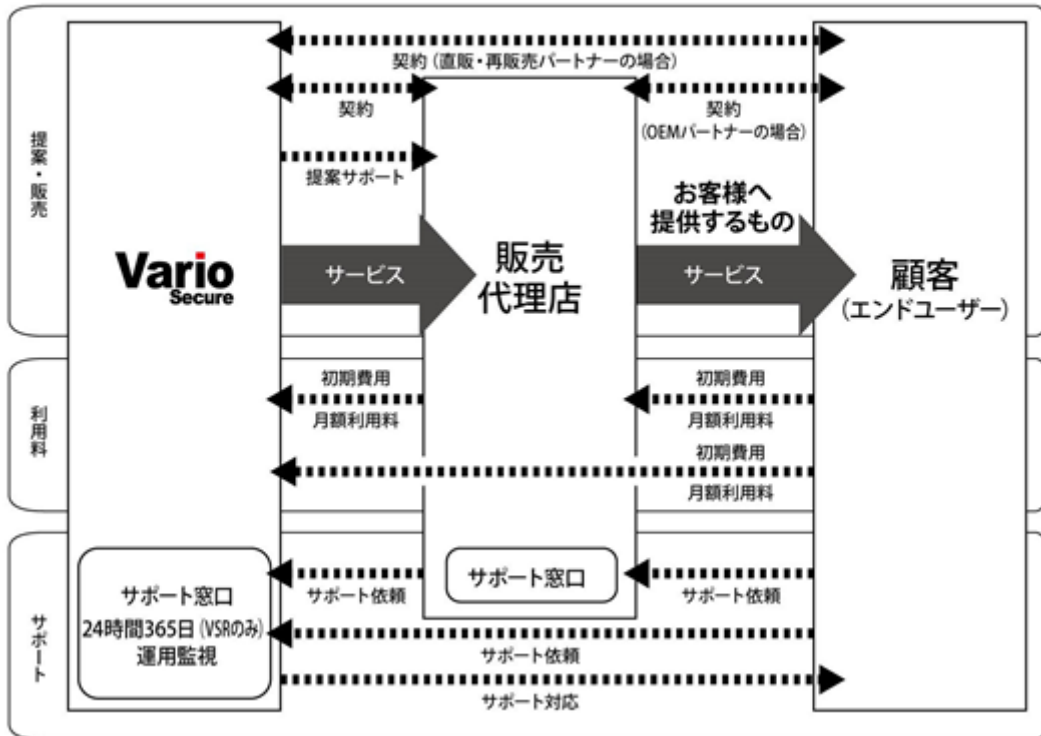 提案・販売
契約（直販・再販売パートナーの場合）
契約
契約
（OEMパートナーの場合）
提案サポート
お客様へ
提供するもの
Vario
Secure
サービス
販売
代理店
サービス
顧客
（エンドユーザー）
利用料
初期費用
月額利用料
初期費用
月額利用料
初期費用
月額利用料
サポート
サポート窓口
24時間365日（VSRのみ）
運用監視
サポート依頼
サポート窓口
サポート依頼
サポート依頼
サポート対応